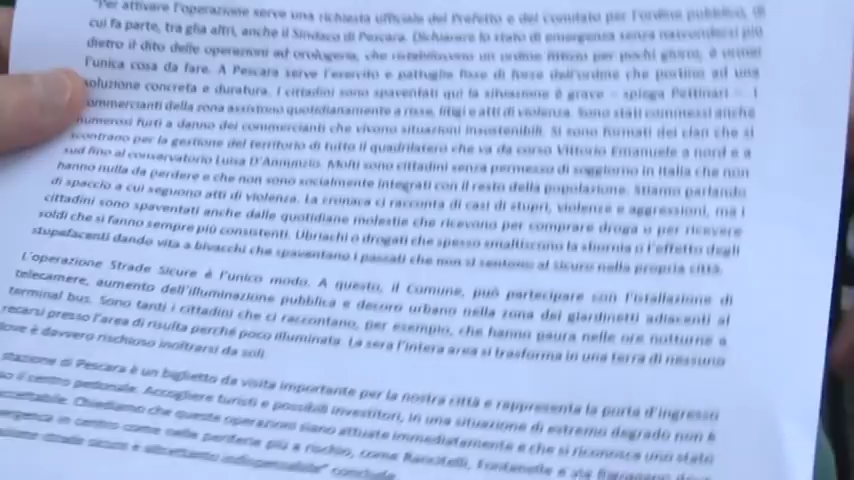 "Per attivare l'operazione serve una richiesta ufficiale del Prefetto e del comitato per l'ordine pubblico, di
cui fa parte, tra gli altri, anche il Sindaco di Pescara. Dichiarare lo stato di emergenza senza nascondersi più
dietro il dito delle operazioni ad orologeria, che ristabiliscono un ordine fittizio per pochi giorni, è ormai
l'unica cosa da fare. A Pescara serve l'esercito e pattuglie fisse di forze dell'ordine che portino ad una
soluzione concreta e duratura. I cittadini sono spaventati qui la situazione è grave – spiega Pettinari – I
commercianti della zona assistono quotidianamente a risse, litigi e atti di violenza. Sono stati commessi anche
numerosi furti a danno dei commercianti che vivono situazioni insostenibili. Si sono formati dei clan che si
scontrano per la gestione del territorio di tutto il quadrilatero che va da corso Vittorio Emanuele a nord e a
sud fino al conservatorio Luisa D'Annunzio. Molti sono cittadini senza permesso di soggiorno in Italia che non
hanno nulla da perdere e che non sono socialmente integrati con il resto della popolazione. Stiamo parlando
di spaccio a cui seguono atti di violenza. La cronaca ci racconta di casi di stupri, violenze e aggressioni, ma i
cittadini sono spaventati anche dalle quotidiane molestie che ricevono per comprare droga o per ricevere
soldi che si fanno sempre più consistenti. Ubriachi o drogati che spesso smaltiscono la sbornia o l'effetto degli
stupefacenti dando vita a bivacchi che spaventano i passati che non si sentono al sicuro nella propria città.
L'operazione Strade Sicure è l'unico modo. A questo, il Comune, può partecipare con l'istallazione di
telecamere, aumento dell'illuminazione pubblica e decoro urbano nella zona dei giardinetti adiacenti al
terminal bus. Sono tanti i cittadini che ci raccontano, per esempio, che hanno paura nelle ore notturne a
recarsi presso l'area di risulta perché poco illuminata. La sera l'intera area si trasforma in una terra di nessuno
dove è davvero rischioso inoltrarsi da soli.
stazione di Pescara è un biglietto da visita importante per la nostra città e rappresenta la porta d'ingresso
il centro pedonale. Accogliere turisti e possibili investitori, in una situazione di estremo degrado non è
accettabile. Chiediamo che queste operazioni siano attuate immediatamente e che si riconosca uno stato
in centro come nelle periferie più a rischio, come Rancitelli, Fontanelle e via
strade sicure è altrettanto indispensabile" conclude